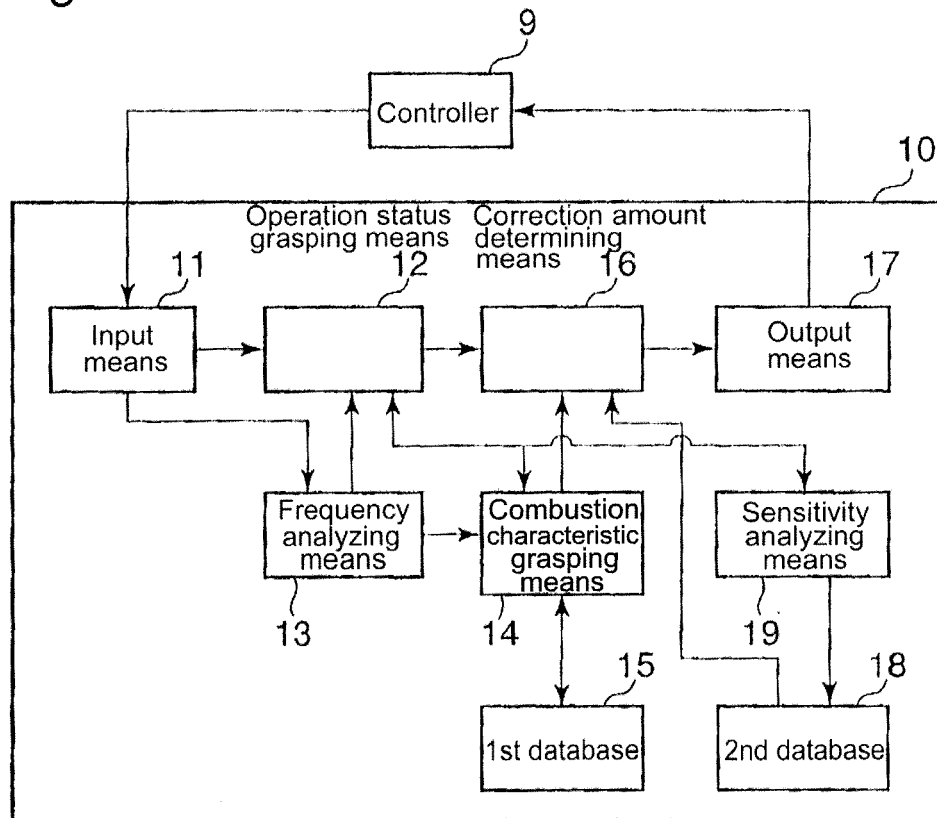 9
Controller
10
Operation status
grasping means
Correction amount
determining
means
11
12
16
17
Input
means
Output
means
Frequency
analyzing
means
Combustion
characteristic
grasping
means
Sensitivity
analyzing
means
13
14
19
15
18
1st database
2nd database